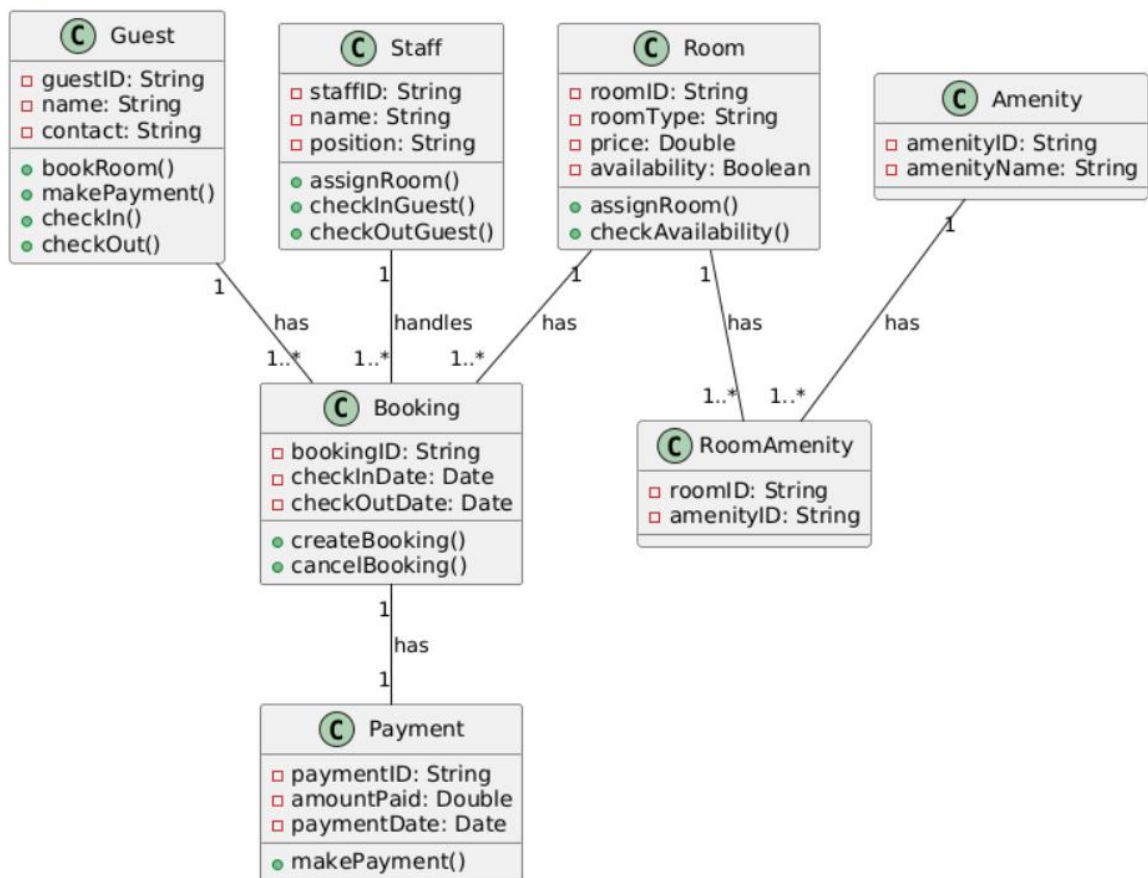 C Guest
guestID: String
name: String
contact: String
bookRoom()
makePayment()
checkIn()
checkOut()
C Staff
staffID: String
name: String
position: String
assignRoom()
checkInGuest()
checkOutGuest()
C Room
roomID: String
roomType: String
price: Double
availability: Boolean
assignRoom()
checkAvailability()
C Amenity
amenityID: String
amenityName: String
1
has
1..*
1
handles
1..*
1
has
1..*
1
has
1..*
1
has
1..*
C Booking
bookingID: String
checkInDate: Date
checkOutDate: Date
createBooking()
cancelBooking()
C RoomAmenity
roomID: String
amenityID: String
1
has
1
C Payment
paymentID: String
amountPaid: Double
paymentDate: Date
makePayment()